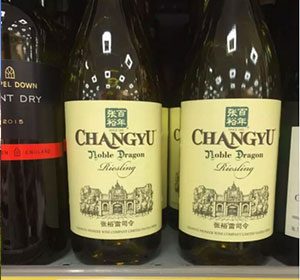 PEL DOWN
NT DRY
2015
ENGLAND
百年
张裕
CHANGYU
Noble Dragon
Riesling
张裕雷司令
百年
张裕
CHANGYU
Noble Dragon
Riesling
张裕雷司令